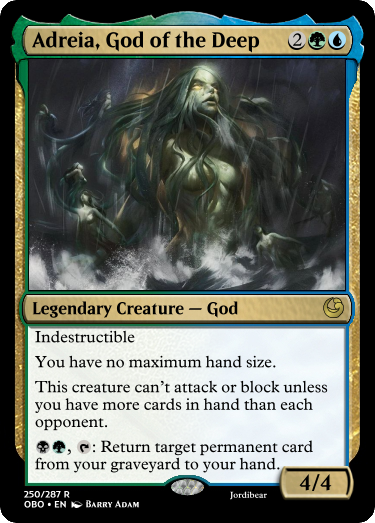 Adreia, God of the Deep 2
Legendary Creature — God
Indestructible
You have no maximum hand size.
This creature can't attack or block unless
you have more cards in hand than each
opponent.
, : Return target permanent card
from your graveyard to your hand.
4/4
250/287 R
OBO • EN Barry Adam
Jordibear